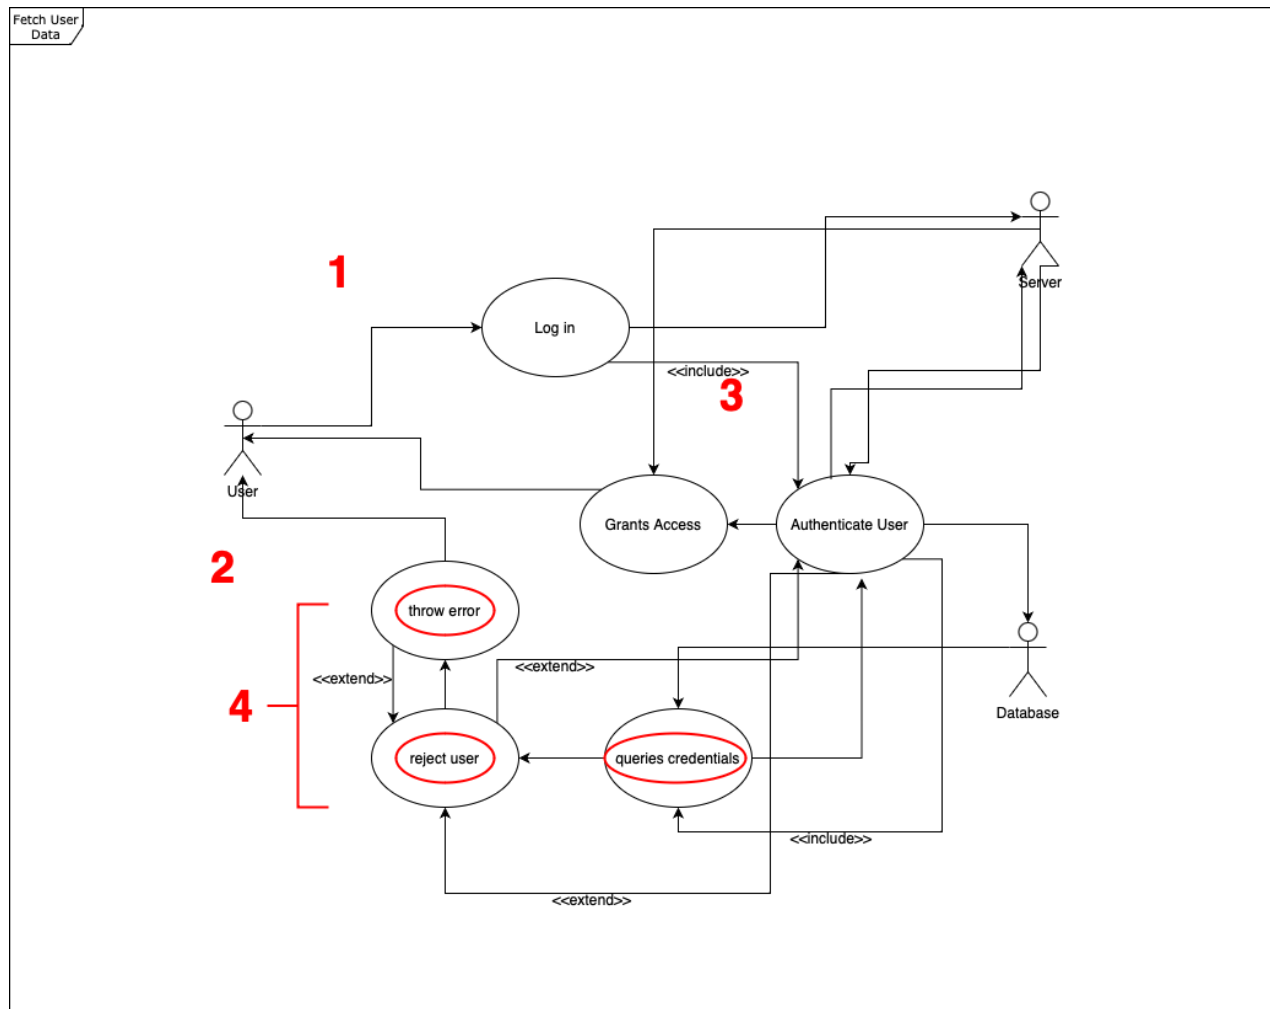 Fetch User
Data
1
Server
Log in
<<include>>
3
User
Grants Access
Authenticate User
2
throw error
<<extend>>
<<extend>>
4
Database
reject user
queries credentials
<<include>>
<<extend>>